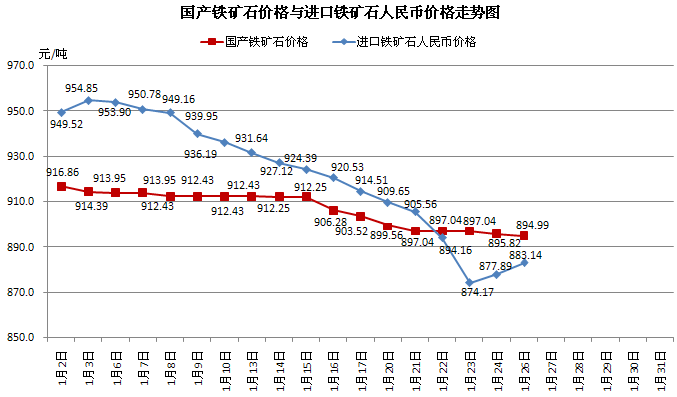 国产铁矿石价格与进口铁矿石人民币价格走势图
国产铁矿石价格 进口铁矿石人民币价格
元/吨
970.0
950.0
930.0
910.0
890.0
870.0
850.0
954.85 950.78 949.16
949.52 953.90 939.95
936.19 931.64
927.12 924.39 920.53
914.51
909.65
905.56
894.16
874.17
877.89
883.14
916.86 913.95 913.95 912.43 912.43 912.25
914.39 912.43 912.43 912.25
906.28
903.52
899.56
897.04
897.04 897.04 894.99
895.82
1月2日 1月3日 1月6日 1月7日 1月8日 1月9日 1月10日 1月13日 1月14日 1月15日 1月16日 1月17日 1月20日 1月21日 1月22日 1月23日 1月24日 1月26日 1月27日 1月28日 1月29日 1月30日 1月31日